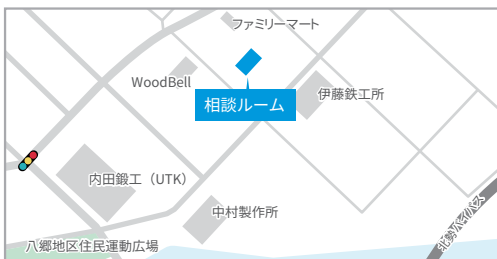 ファミリーマート
WoodBell
相談ルーム
伊藤鉄工所
内田鍛工（UTK）
中村製作所
八郷地区住民運動広場
北勢バイパス